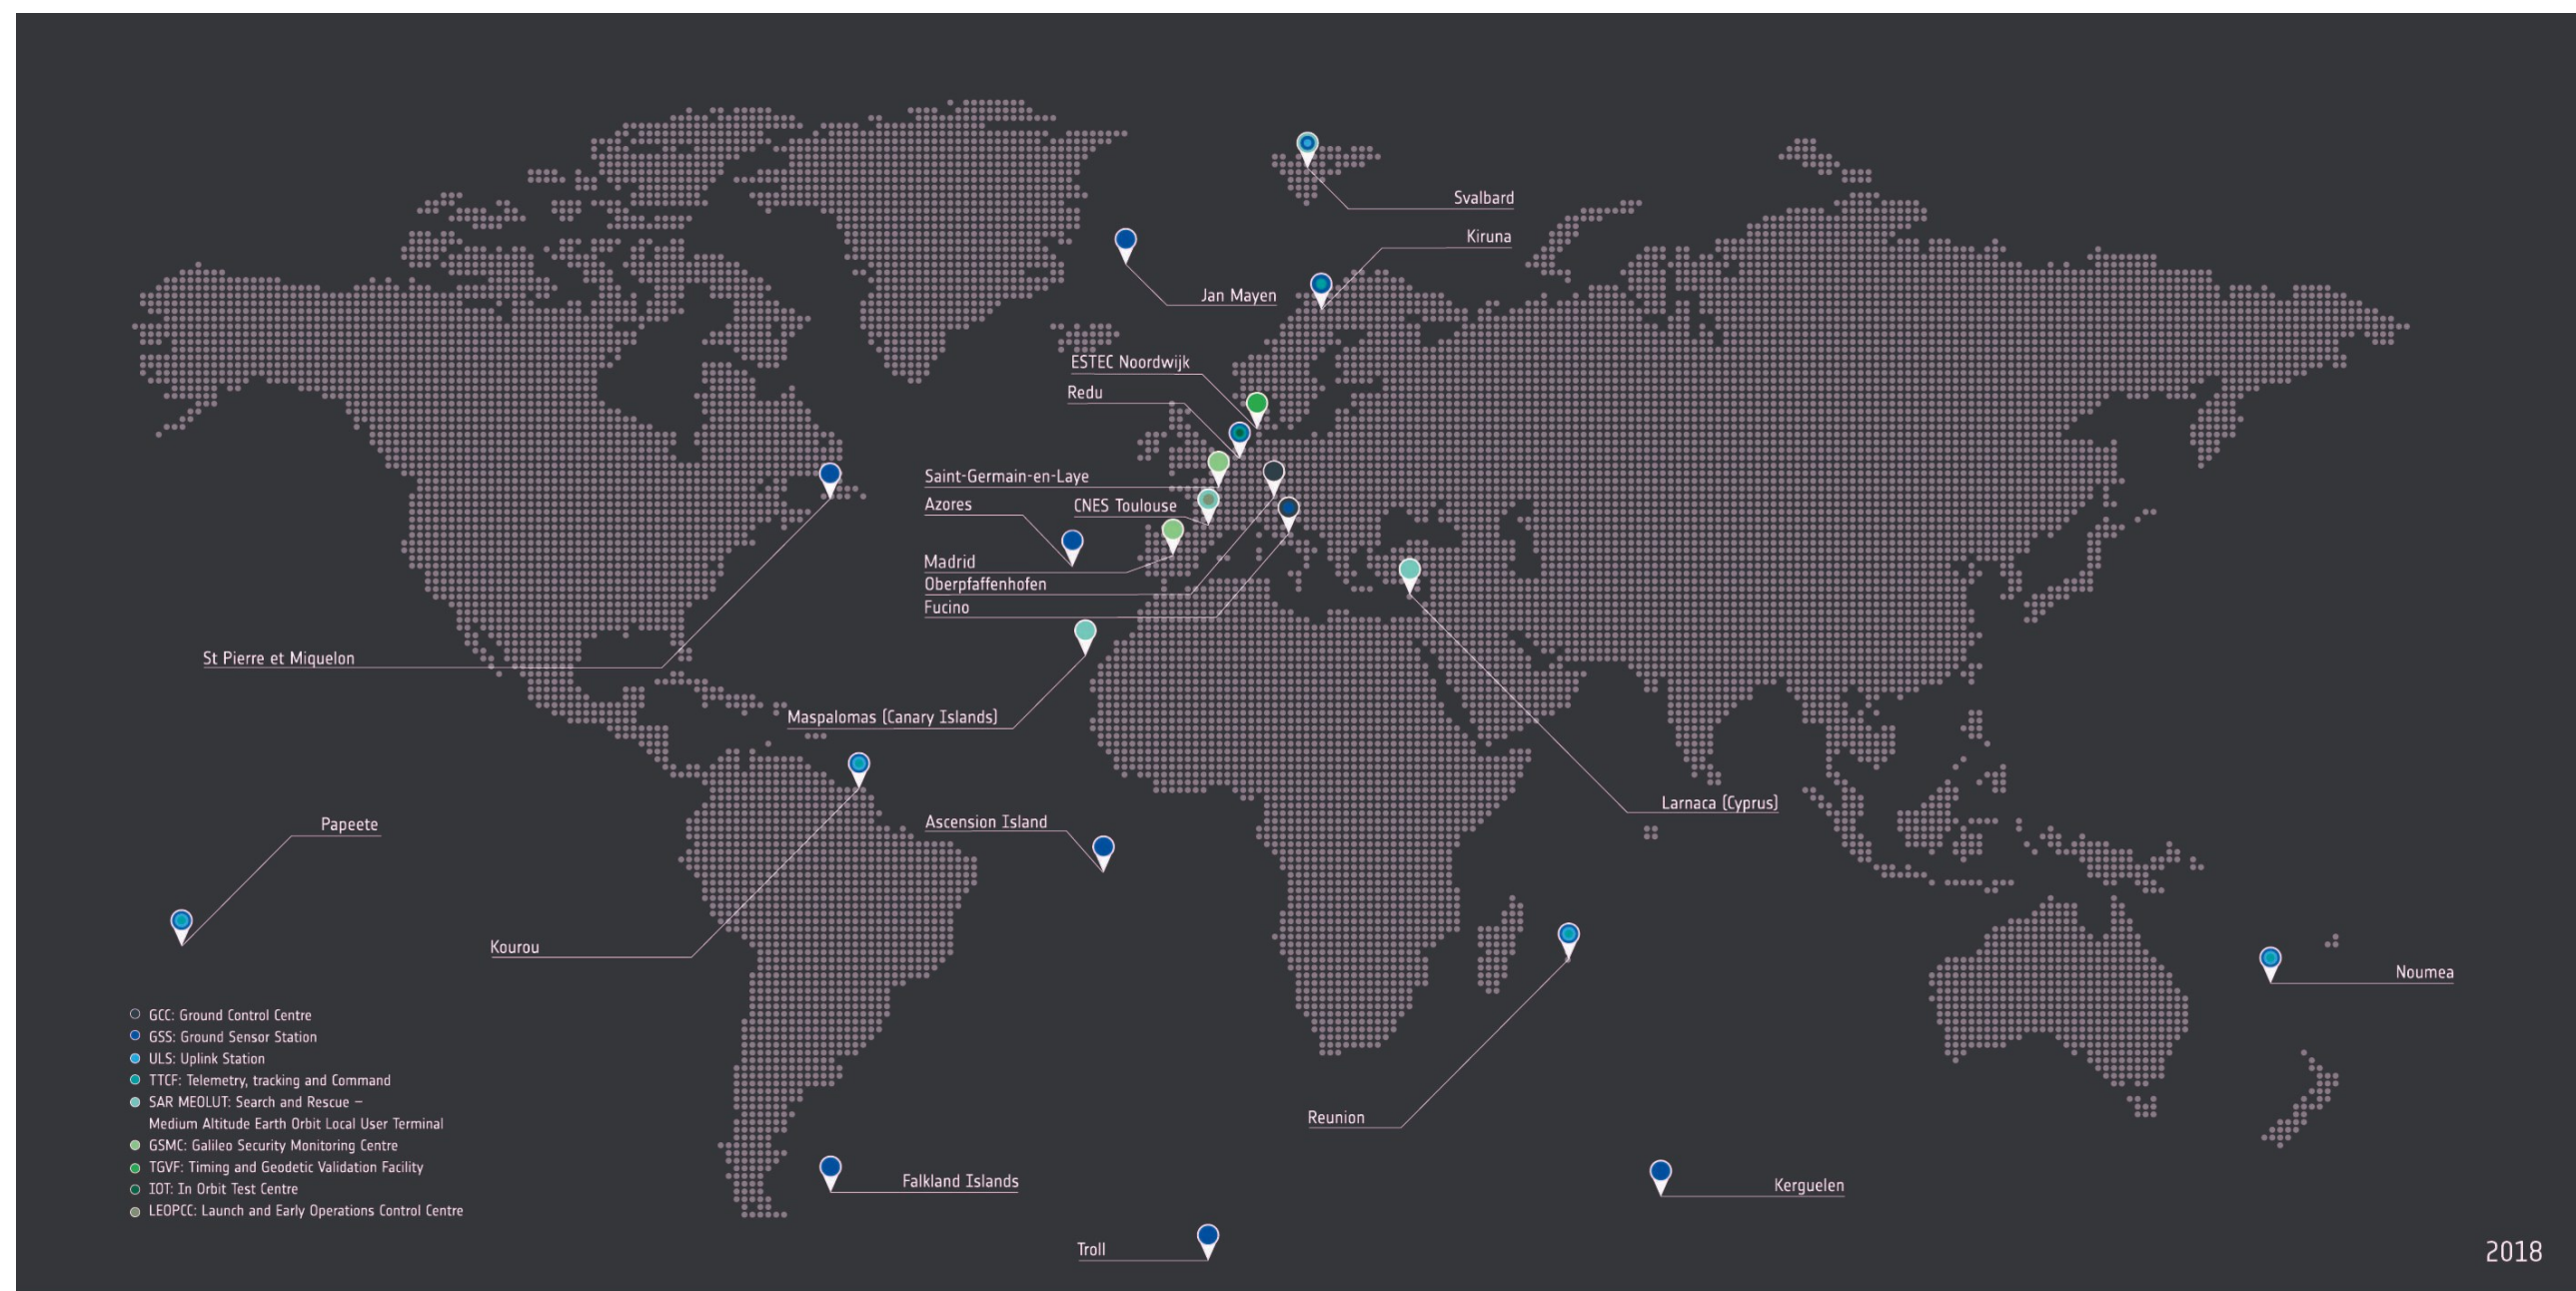 Svalbard
Kiruna
Jan Mayen
ESTEC Noordwijk
Redu
Saint-Germain-en-Laye
Azores
CNES Toulouse
Madrid
Oberpfaffenhofen
Fucino
St Pierre et Miquelon
Maspalomas (Canary Islands)
Larnaca (Cyprus)
Papeete
Ascension Island
Kourou
Noumea
GCC: Ground Control Centre
GSS: Ground Sensor Station
ULS: Uplink Station
TTCF: Telemetry, tracking and Command
SAR MEOLUT: Search and Rescue –
Medium Altitude Earth Orbit Local User Terminal
GSMC: Galileo Security Monitoring Centre
TGVF: Timing and Geodetic Validation Facility
IOT: In Orbit Test Centre
LEOPCC: Launch and Early Operations Control Centre
Reunion
Falkland Islands
Kerguelen
Troll
2018